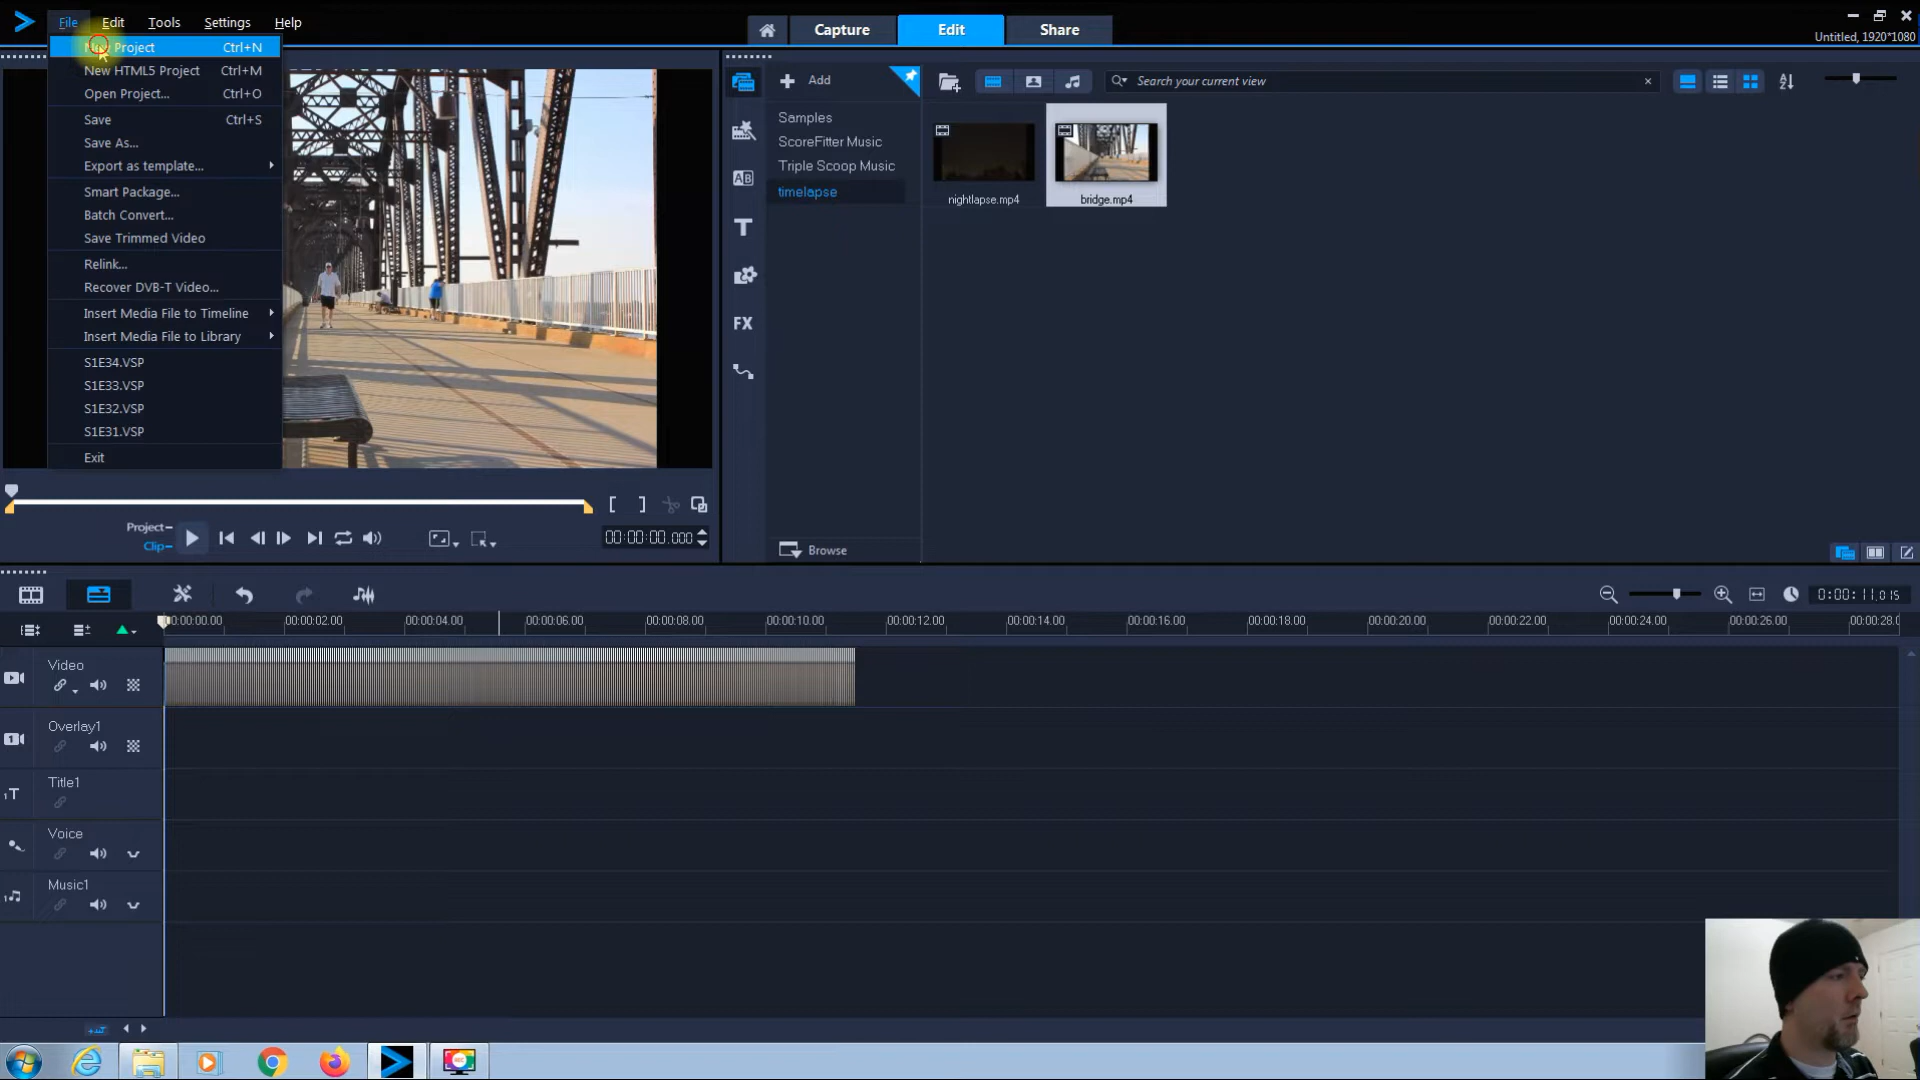 File Edit Tools Settings Help
Capture Edit Share
Untitled, 1920*1080
New Project Ctrl+N
New HTML5 Project Ctrl+M
Open Project... Ctrl+O
Save Ctrl+S
Save As...
Export as template...
Smart Package...
Batch Convert...
Save Trimmed Video
Relink...
Recover DVB-T Video...
Insert Media File to Timeline
Insert Media File to Library
S1E34.VSP
S1E33.VSP
S1E32.VSP
S1E31.VSP
Exit
Add
Search your current view
Samples
ScoreFitter Music
Triple Scoop Music
timelapse
nightlapse.mp4
bridge.mp4
Browse
Project
Clip
00:00:00.000
0:00:11.015
00:00:00.00 00:00:02.00 00:00:04.00 00:00:06.00 00:00:08.00 00:00:10.00 00:00:12.00 00:00:14.00 00:00:16.00 00:00:18.00 00:00:20.00 00:00:22.00 00:00:24.00 00:00:26.00 00:00:28.0
Video
Overlay1
Title1
Voice
Music1